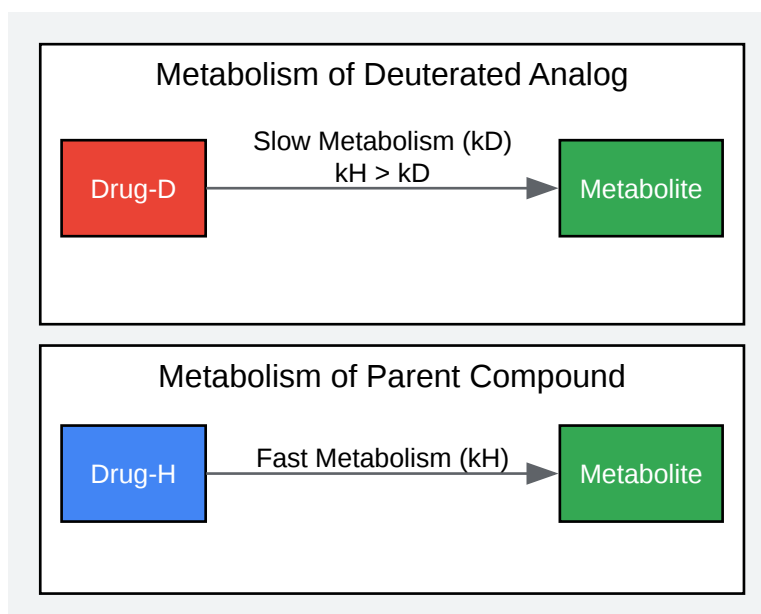 Metabolism of Deuterated Analog
Slow Metabolism (kD)
kH > kD
Drug-D
Metabolite
Metabolism of Parent Compound
Fast Metabolism (kH)
Drug-H
Metabolite